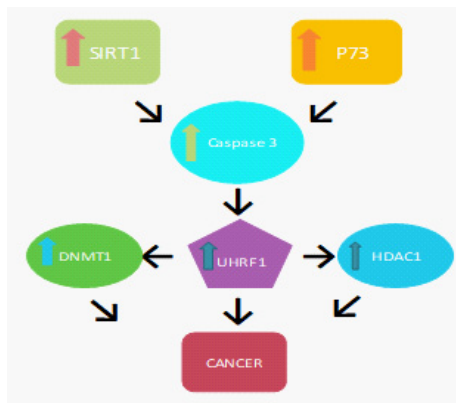 SIRT1
P73
Caspase 3
DNMT1
UHRF1
HDAC1
CANCER